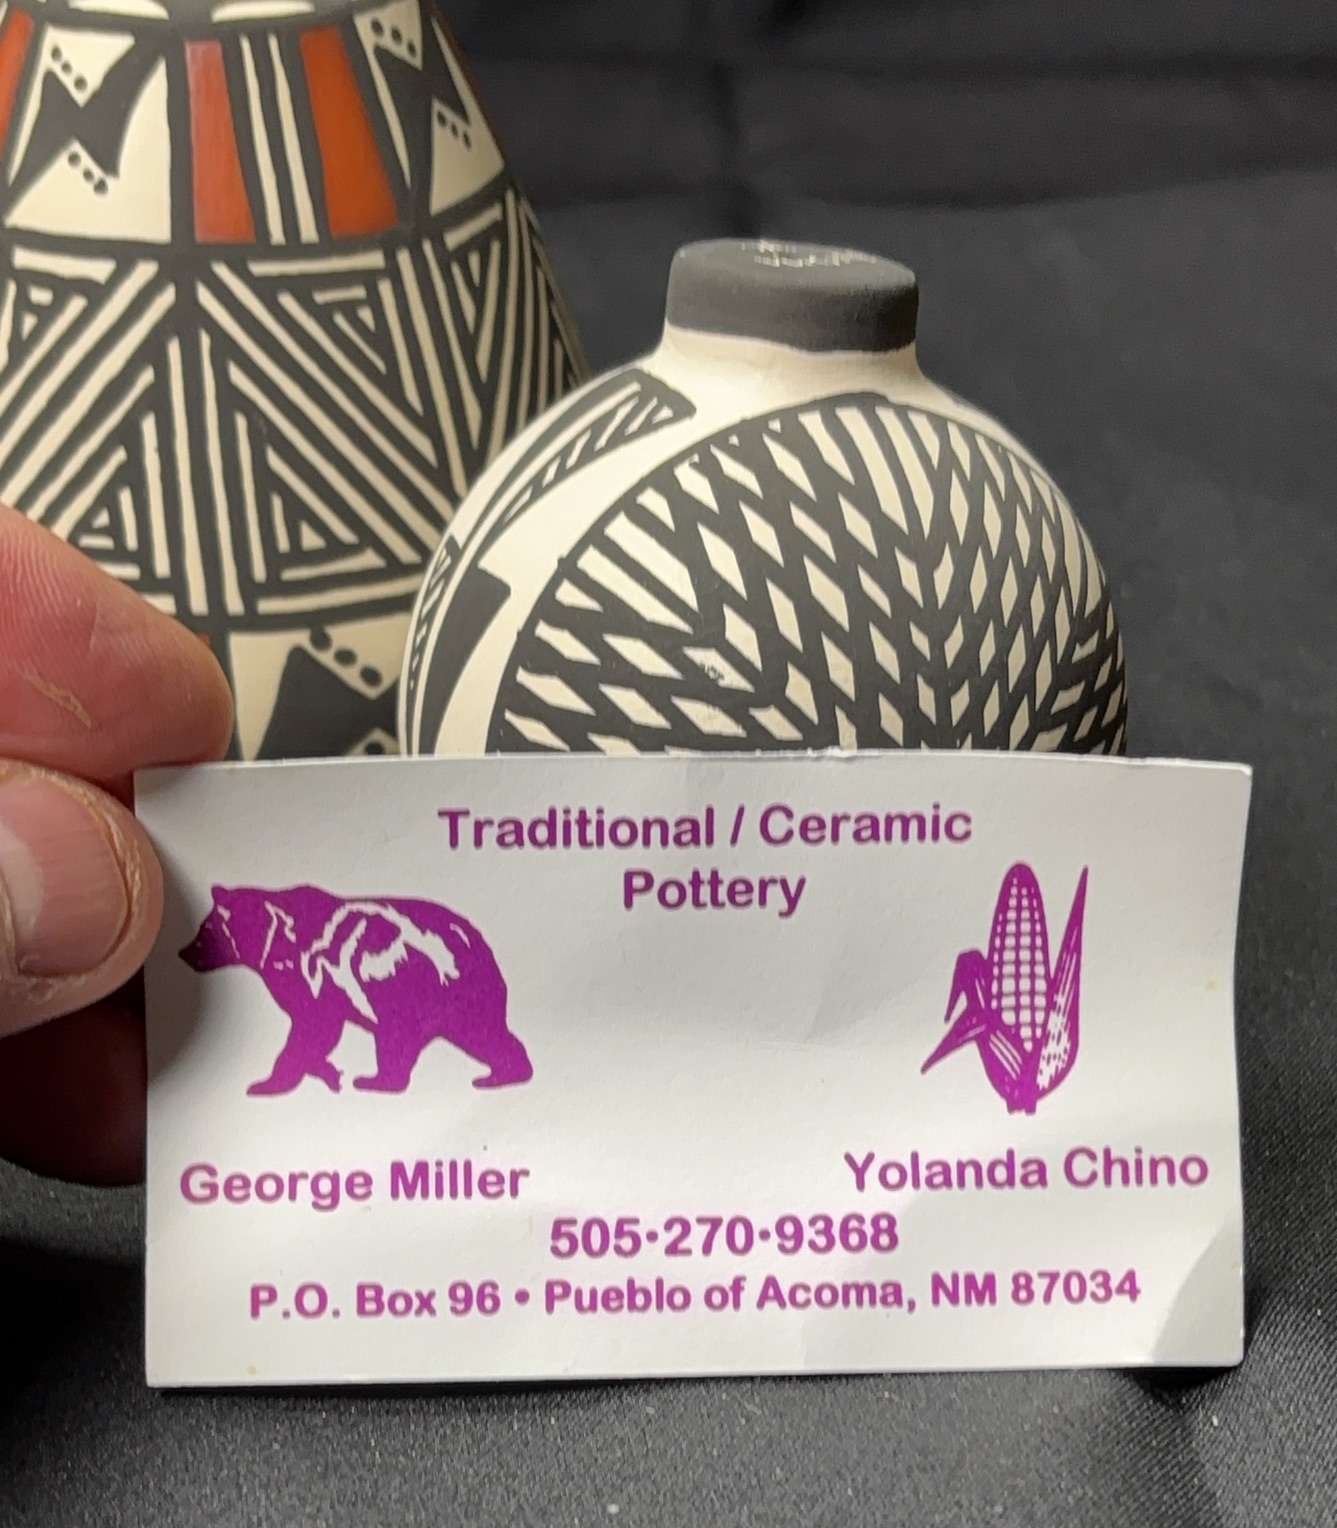 Traditional / Ceramic
Pottery
George Miller
Yolanda Chino
505•270•9368
P.O. Box 96 • Pueblo of Acoma, NM 87034